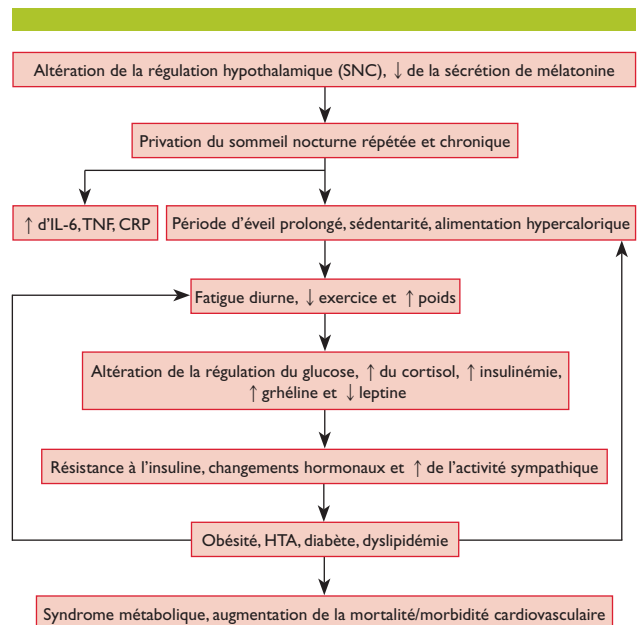 Altération de la régulation hypothalamique (SNC), ↓ de la sécrétion de mélatonine
Privation du sommeil nocturne répétée et chronique
↑ d'IL-6, TNF, CRP
Période d'éveil prolongé, sédentarité, alimentation hypercalorique
Fatigue diurne, ↓ exercice et ↑ poids
Altération de la régulation du glucose, ↑ du cortisol, ↑ insulinémie,
↑ grhéline et ↓ leptine
Résistance à l'insuline, changements hormonaux et ↑ de l'activité sympathique
Obésité, HTA, diabète, dyslipidémie
Syndrome métabolique, augmentation de la mortalité/morbidité cardiovasculaire